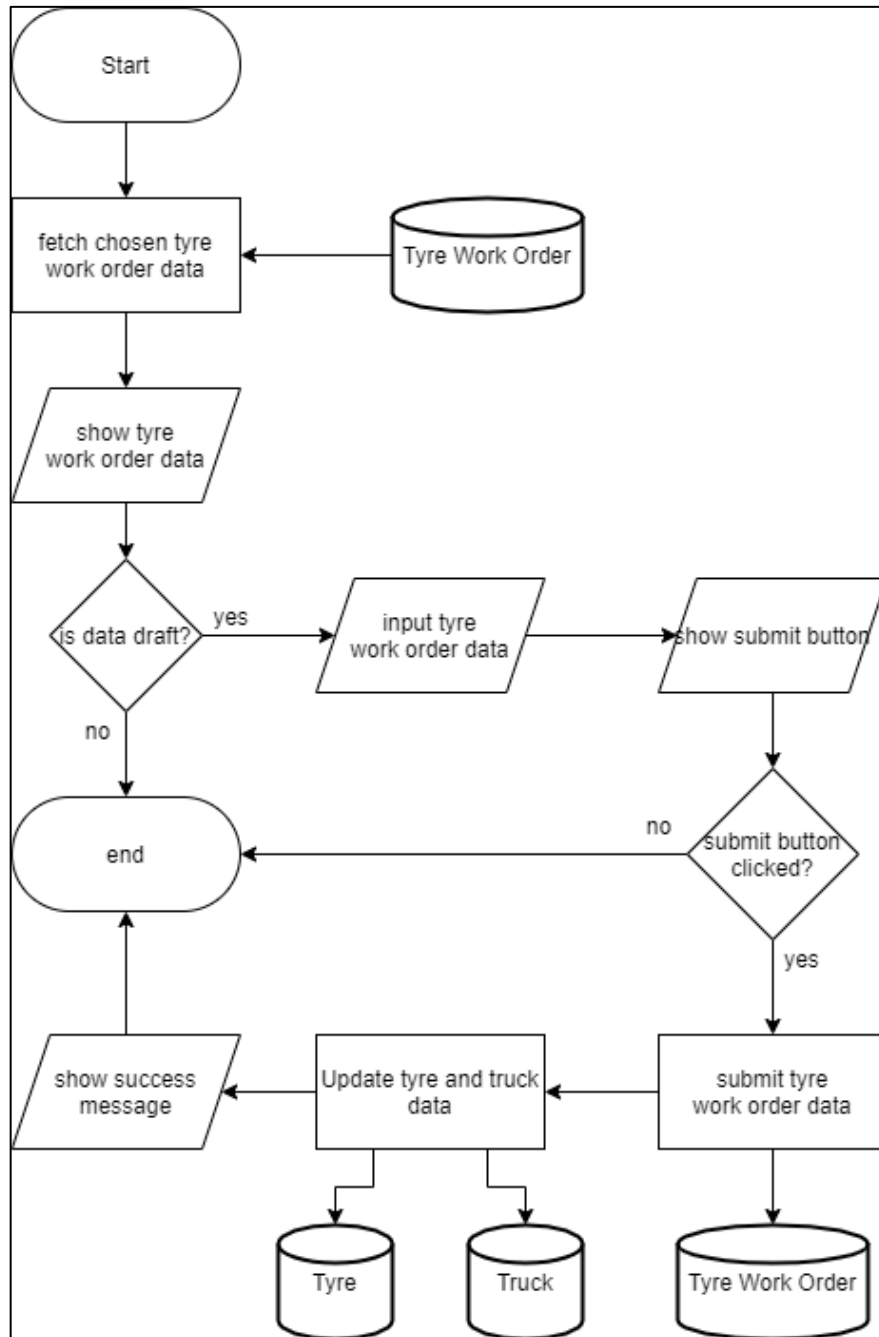 Start
fetch chosen tyre
work order data
Tyre Work Order
show tyre
work order data
is data draft?
yes
input tyre
work order data
show submit button
no
end
no
submit button
clicked?
yes
show success
message
Update tyre and truck
data
submit tyre
work order data
Tyre
Truck
Tyre Work Order